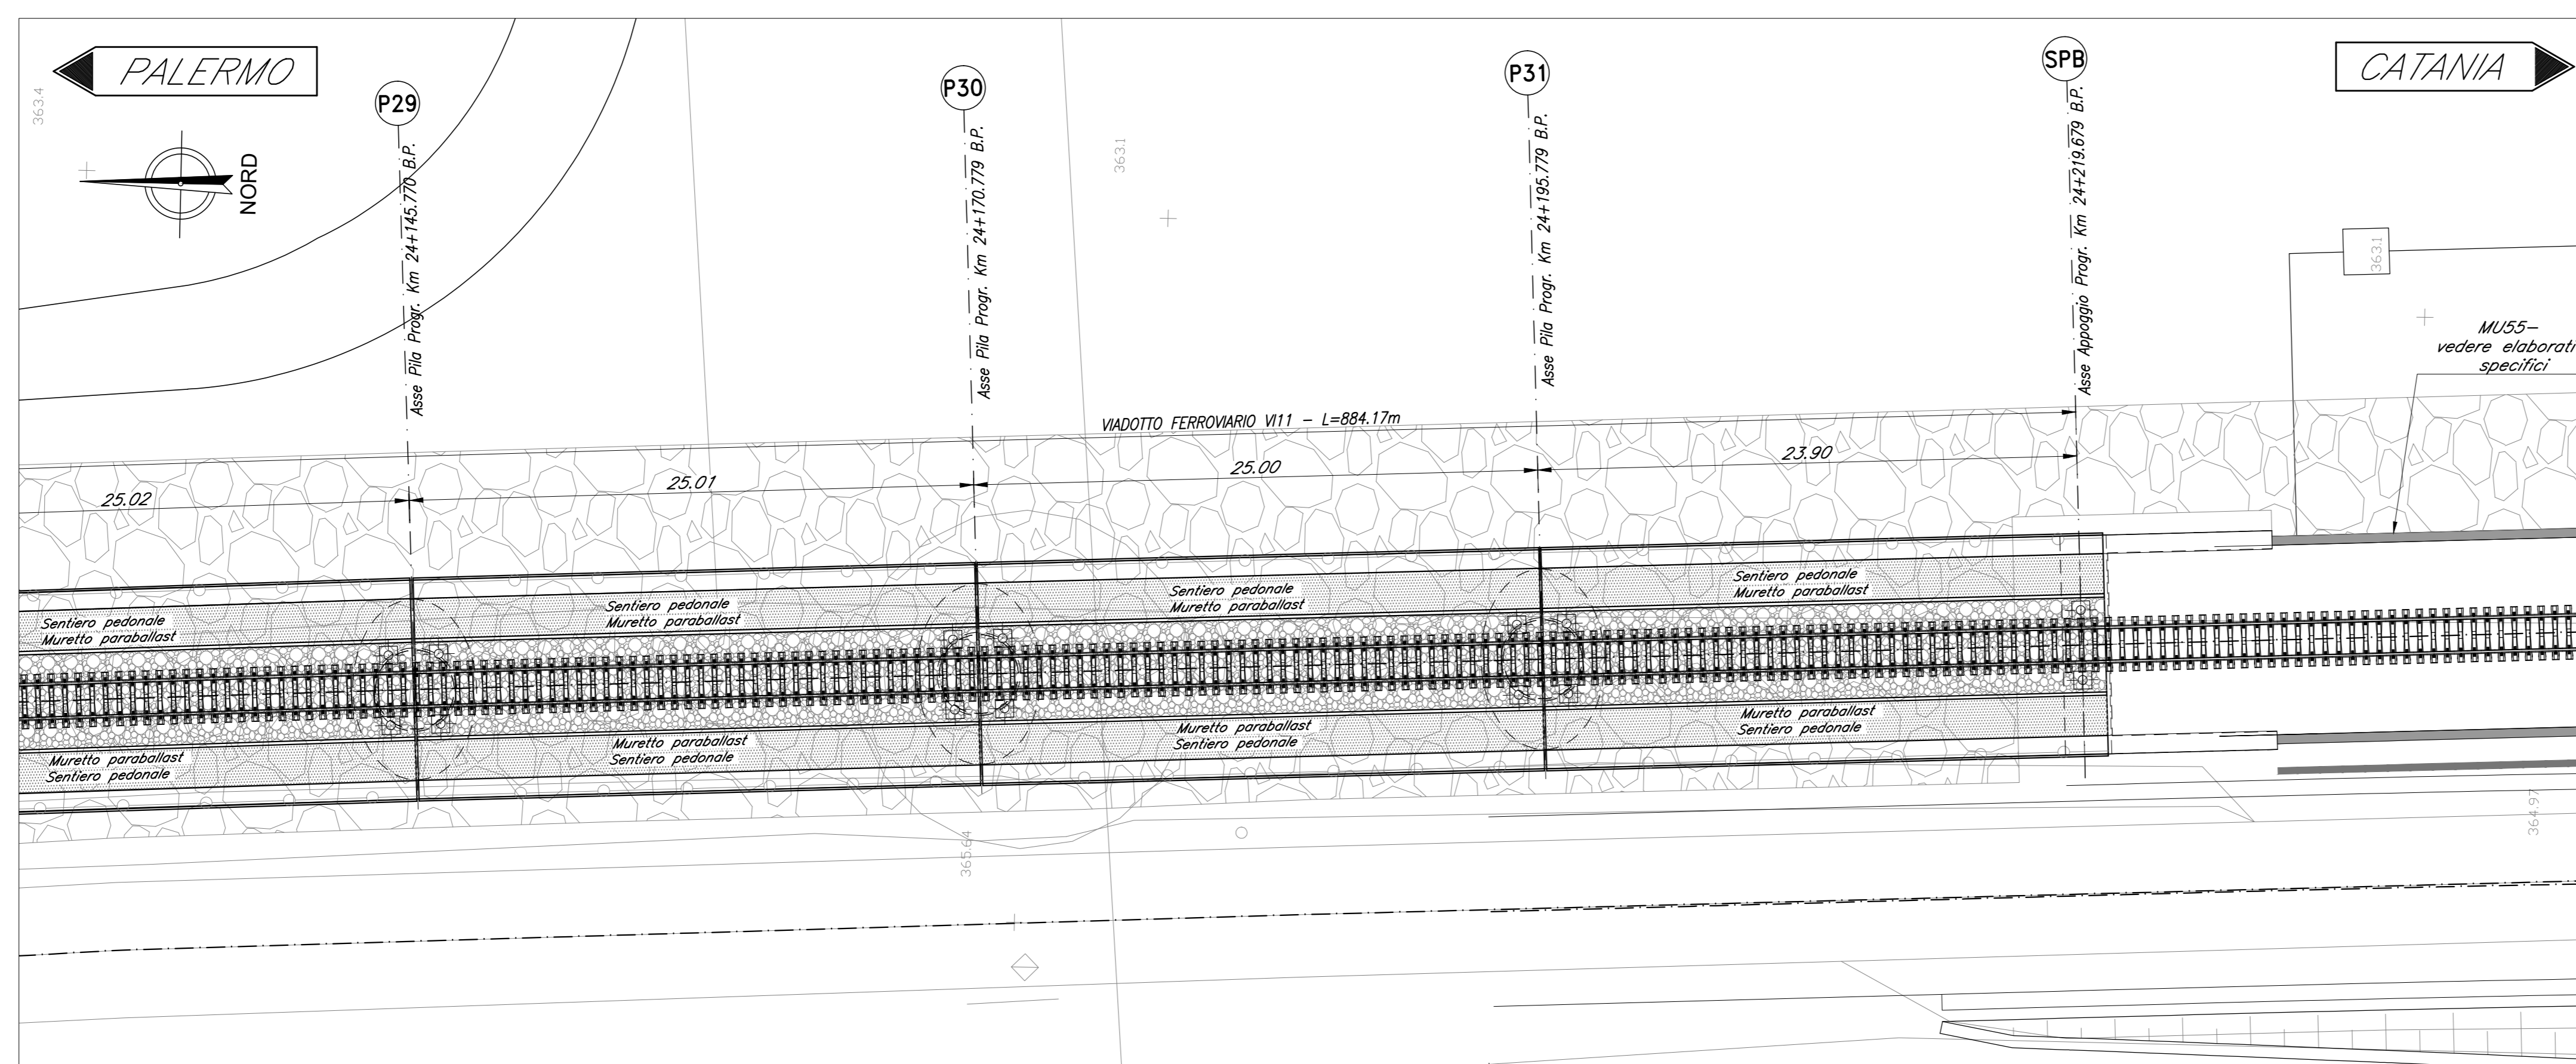 PALERMO
CATANIA
NORD
P29
P30
P31
SPB
Asse Pila Progr. Km 24+145.770 B.P.
Asse Pila Progr. Km 24+170.779 B.P.
Asse Pila Progr. Km 24+195.779 B.P.
Asse Appoggio Progr. Km 24+219.679 B.P.
363.4
363.1
363.1
MU55-
vedere elaborati
specifici
VIADOTTO FERROVIARIO VI11 - L=884.17m
25.02
25.01
25.00
23.90
Sentiero pedonale
Muretto paraballast
Sentiero pedonale
Muretto paraballast
Sentiero pedonale
Muretto paraballast
Sentiero pedonale
Muretto paraballast
Muretto paraballast
Sentiero pedonale
Muretto paraballast
Sentiero pedonale
Muretto paraballast
Sentiero pedonale
Muretto paraballast
Sentiero pedonale
365.64
364.97